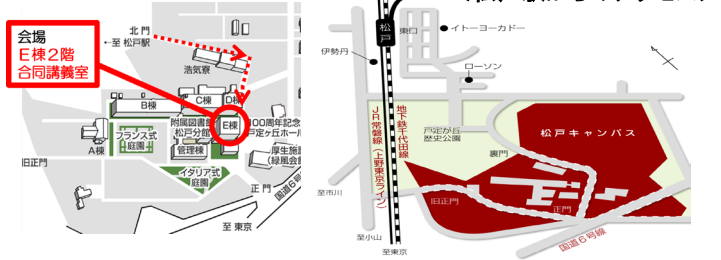 会場
E棟2階
合同講義室
北 門
←至 松戸駅
浩気寮
B棟
C棟
D棟
E棟
附属図書館
松戸分館
100周年記念
戸定ヶ丘ホール
A棟
フランス式
庭園
管理棟
厚生施設
(緑風会館
イタリア式
庭園
旧正門
正 門
国道6号
至 東京
松戸
東口
イトーヨーカドー
伊勢丹
ローソン
JR常磐線(上野東京ライン)
地下鉄千代田線
戸定が丘
歴史公園
松戸キャンパス
裏門
至市川
旧正門
正門
至小山
至東京
国道6号線